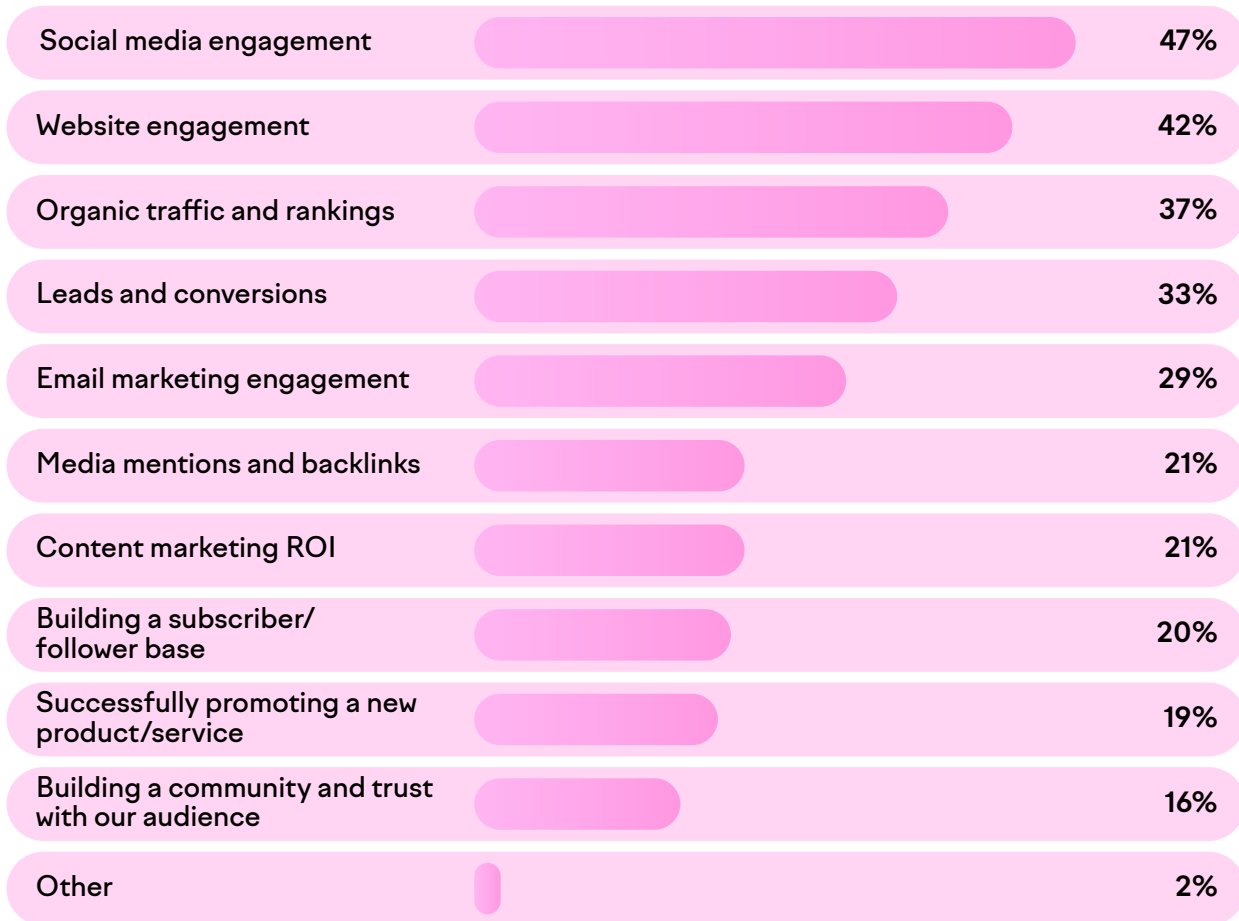 Social media engagement 47%
Website engagement 42%
Organic traffic and rankings 37%
Leads and conversions 33%
Email marketing engagement 29%
Media mentions and backlinks 21%
Content marketing ROI 21%
Building a subscriber/
follower base 20%
Successfully promoting a new
product/service 19%
Building a community and trust
with our audience 16%
Other 2%